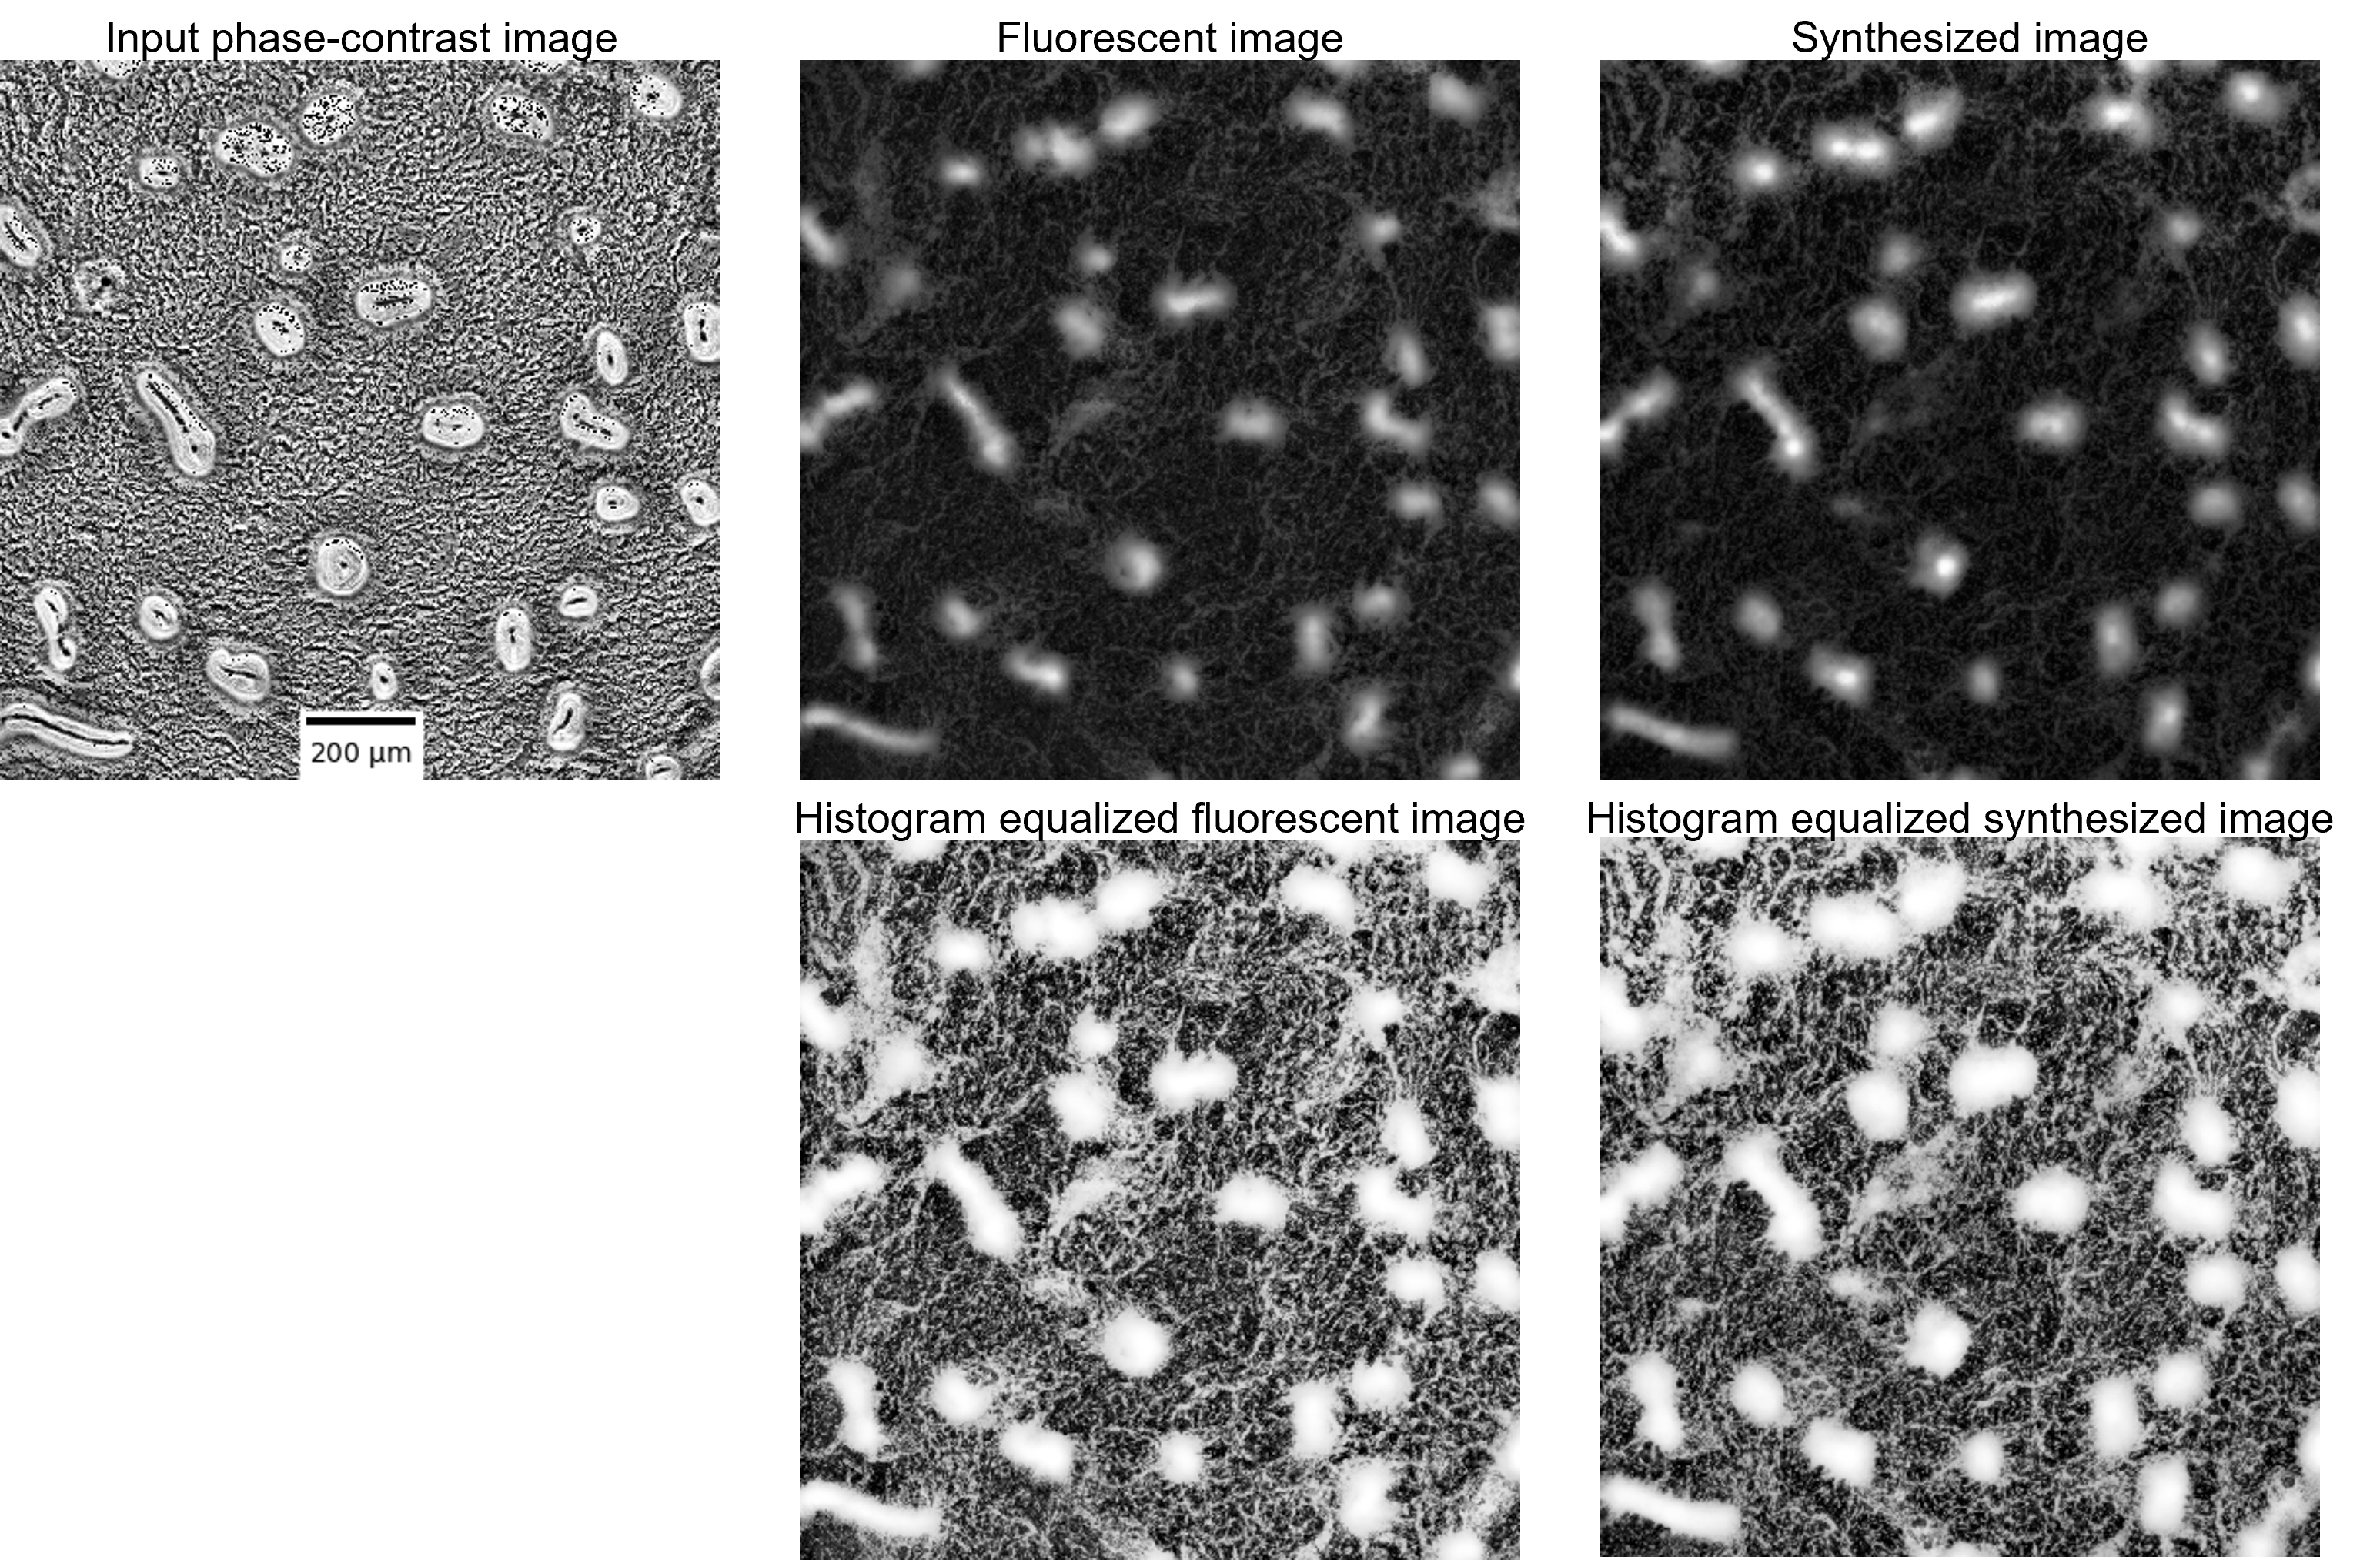 Input phase-contrast image
Fluorescent image
Synthesized image
200 μm
Histogram equalized fluorescent image
Histogram equalized synthesized image